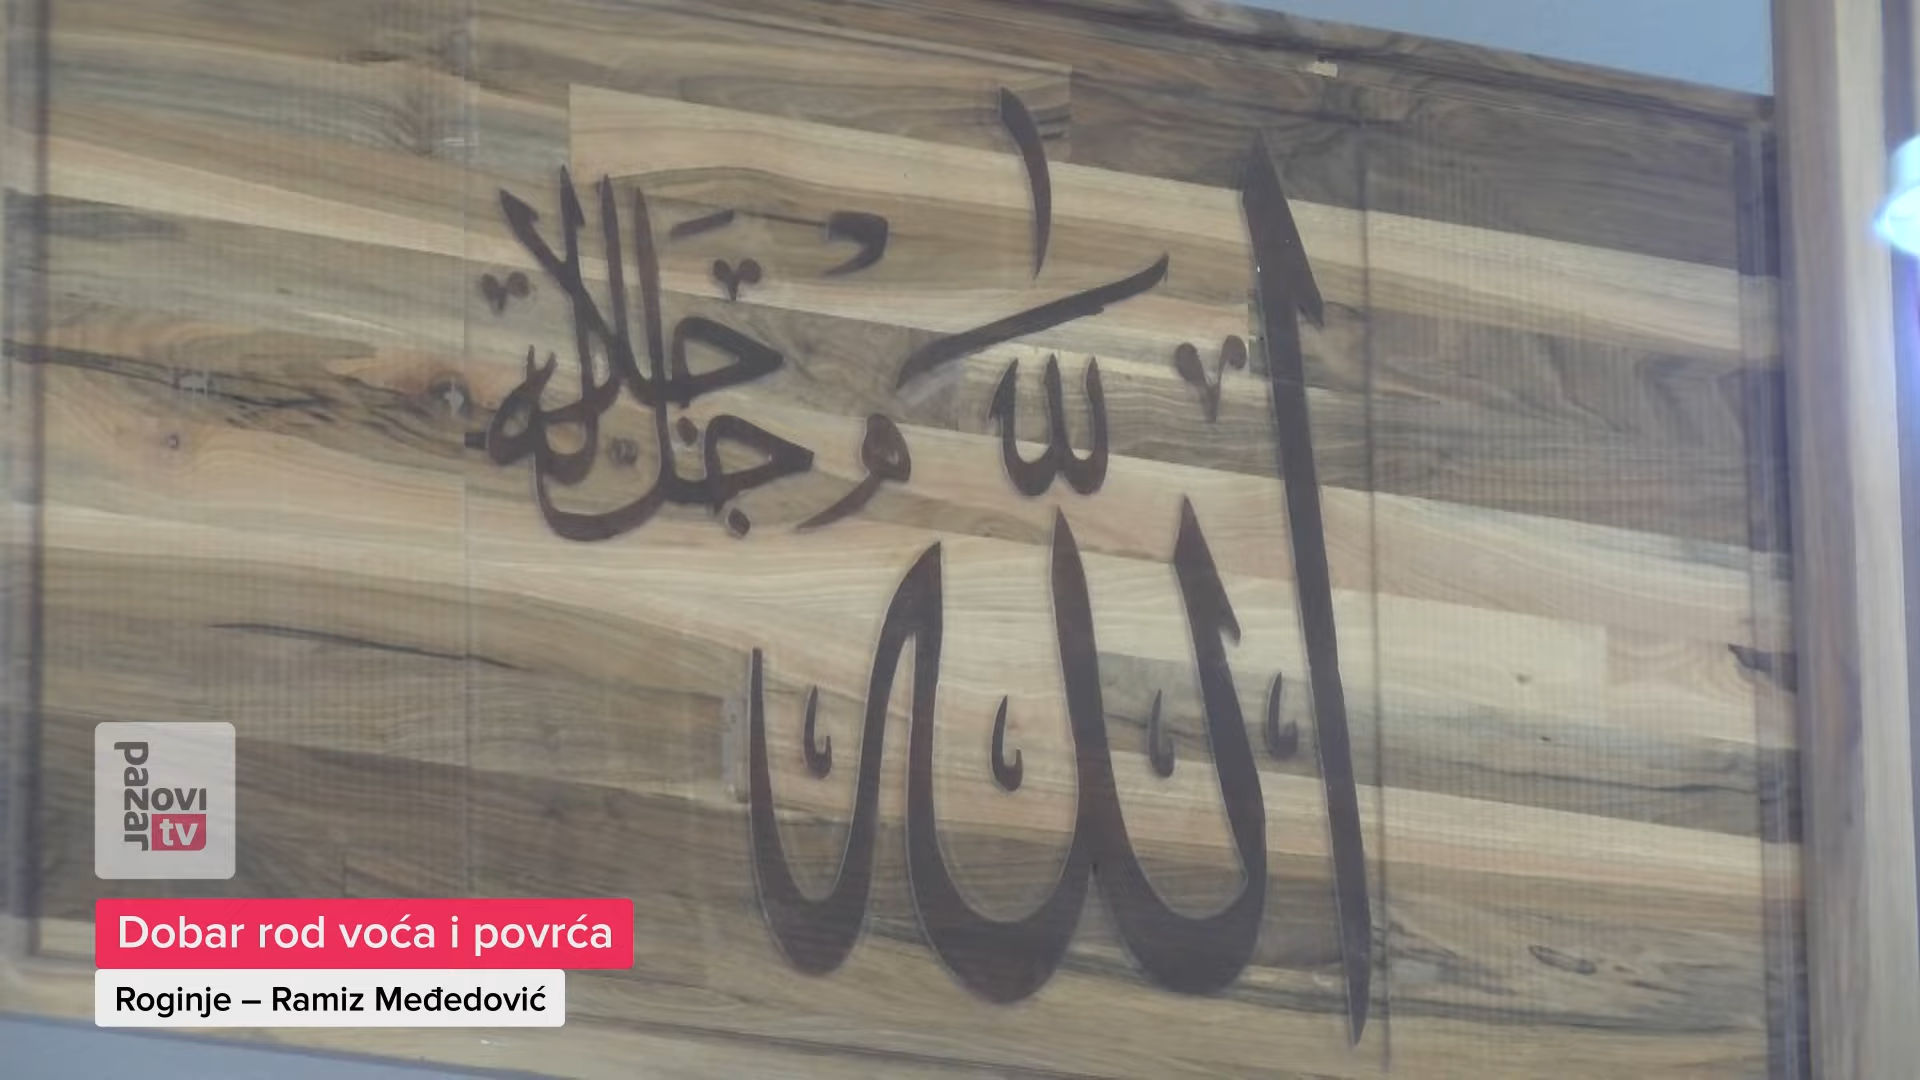 جل جلاله
الله
novi
pazar
tv
Dobar rod voća i povrća
Roginje – Ramiz Međedović